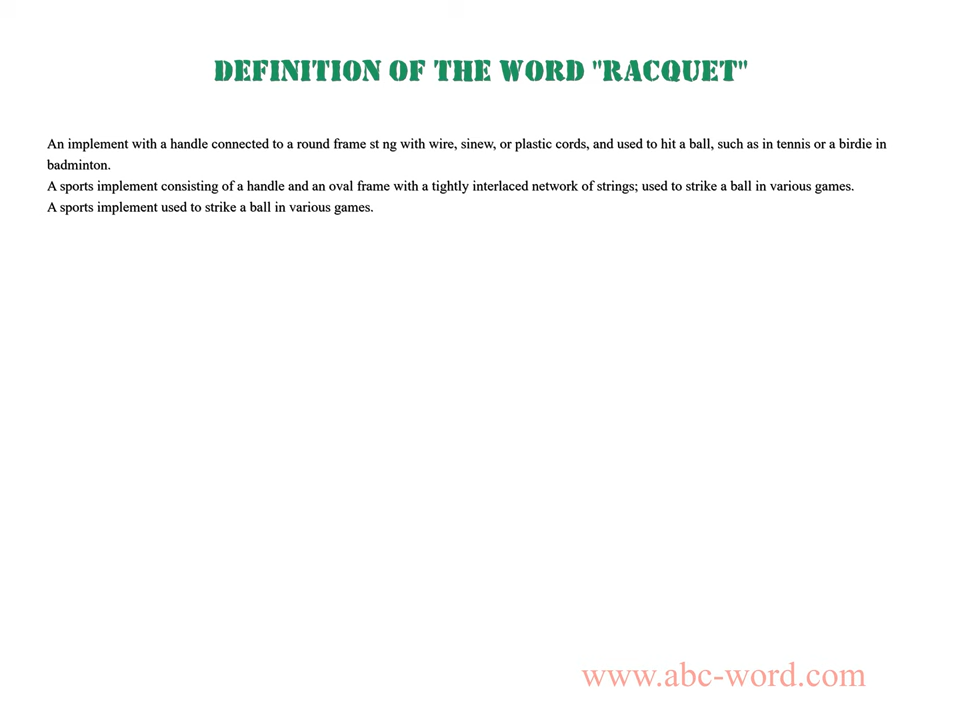 DEFINITION OF THE WORD "RACQUET"
An implement with a handle connected to a round frame st ng with wire, sinew, or plastic cords, and used to hit a ball, such as in tennis or a birdie in
badminton.
A sports implement consisting of a handle and an oval frame with a tightly interlaced network of strings; used to strike a ball in various games.
A sports implement used to strike a ball in various games.
www.abc-word.com